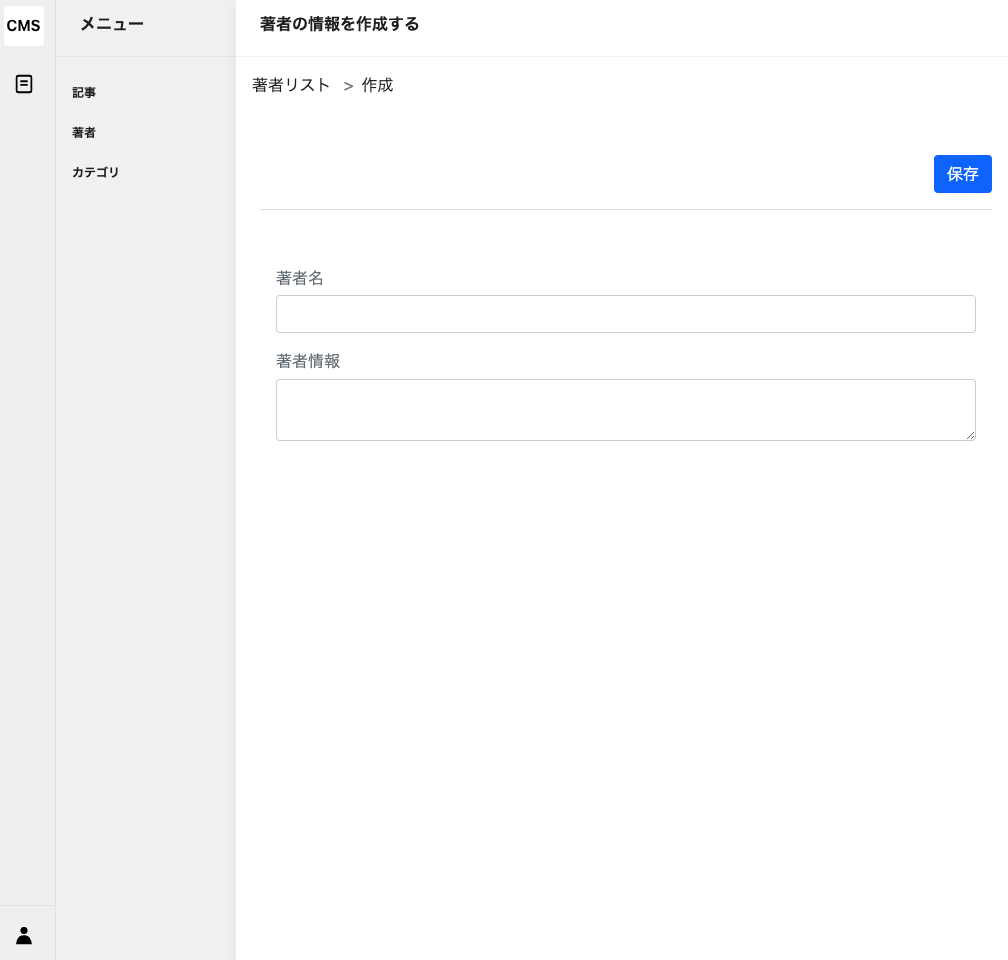 CMS
メニュー
記事
著者
カテゴリ
著者の情報を作成する
著者リスト > 作成
保存
著者名
著者情報